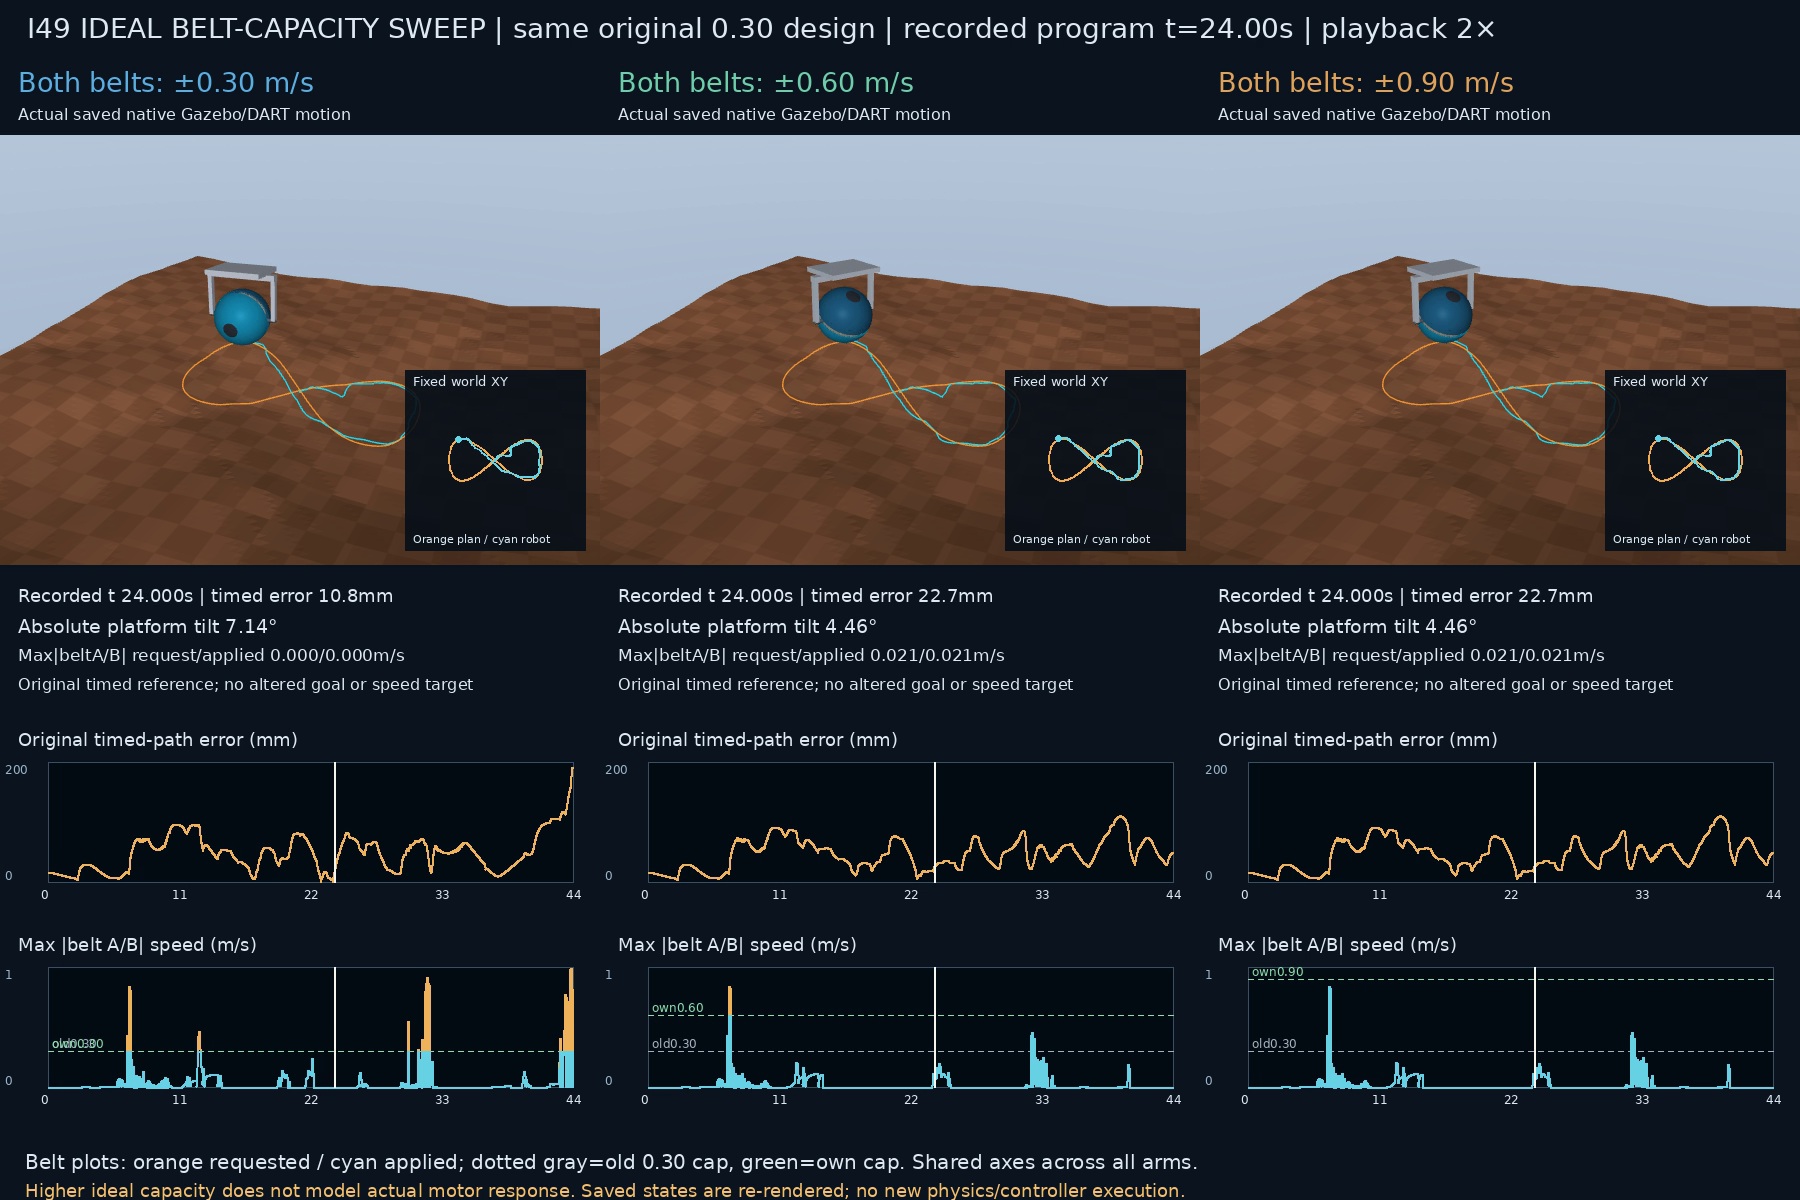 I49 IDEAL BELT-CAPACITY SWEEP | same original 0.30 design | recorded program t=24.00s | playback 2×
Both belts: ±0.30 m/s
Actual saved native Gazebo/DART motion
Both belts: ±0.60 m/s
Actual saved native Gazebo/DART motion
Both belts: ±0.90 m/s
Actual saved native Gazebo/DART motion
Fixed world XY
Orange plan / cyan robot
Fixed world XY
Orange plan / cyan robot
Fixed world XY
Orange plan / cyan robot
Recorded t 24.000s | timed error 10.8mm
Absolute platform tilt 7.14°
Max|beltA/B| request/applied 0.000/0.000m/s
Original timed reference; no altered goal or speed target
Recorded t 24.000s | timed error 22.7mm
Absolute platform tilt 4.46°
Max|beltA/B| request/applied 0.021/0.021m/s
Original timed reference; no altered goal or speed target
Recorded t 24.000s | timed error 22.7mm
Absolute platform tilt 4.46°
Max|beltA/B| request/applied 0.021/0.021m/s
Original timed reference; no altered goal or speed target
Original timed-path error (mm)
200
0
0 11 22 33 44
Original timed-path error (mm)
200
0
0 11 22 33 44
Original timed-path error (mm)
200
0
0 11 22 33 44
Max |belt A/B| speed (m/s)
1
0
0 11 22 33 44
Max |belt A/B| speed (m/s)
1
own0.60
old0.30
0
0 11 22 33 44
Max |belt A/B| speed (m/s)
1
own0.90
old0.30
0
0 11 22 33 44
Belt plots: orange requested / cyan applied; dotted gray=old 0.30 cap, green=own cap. Shared axes across all arms.
Higher ideal capacity does not model actual motor response. Saved states are re-rendered; no new physics/controller execution.